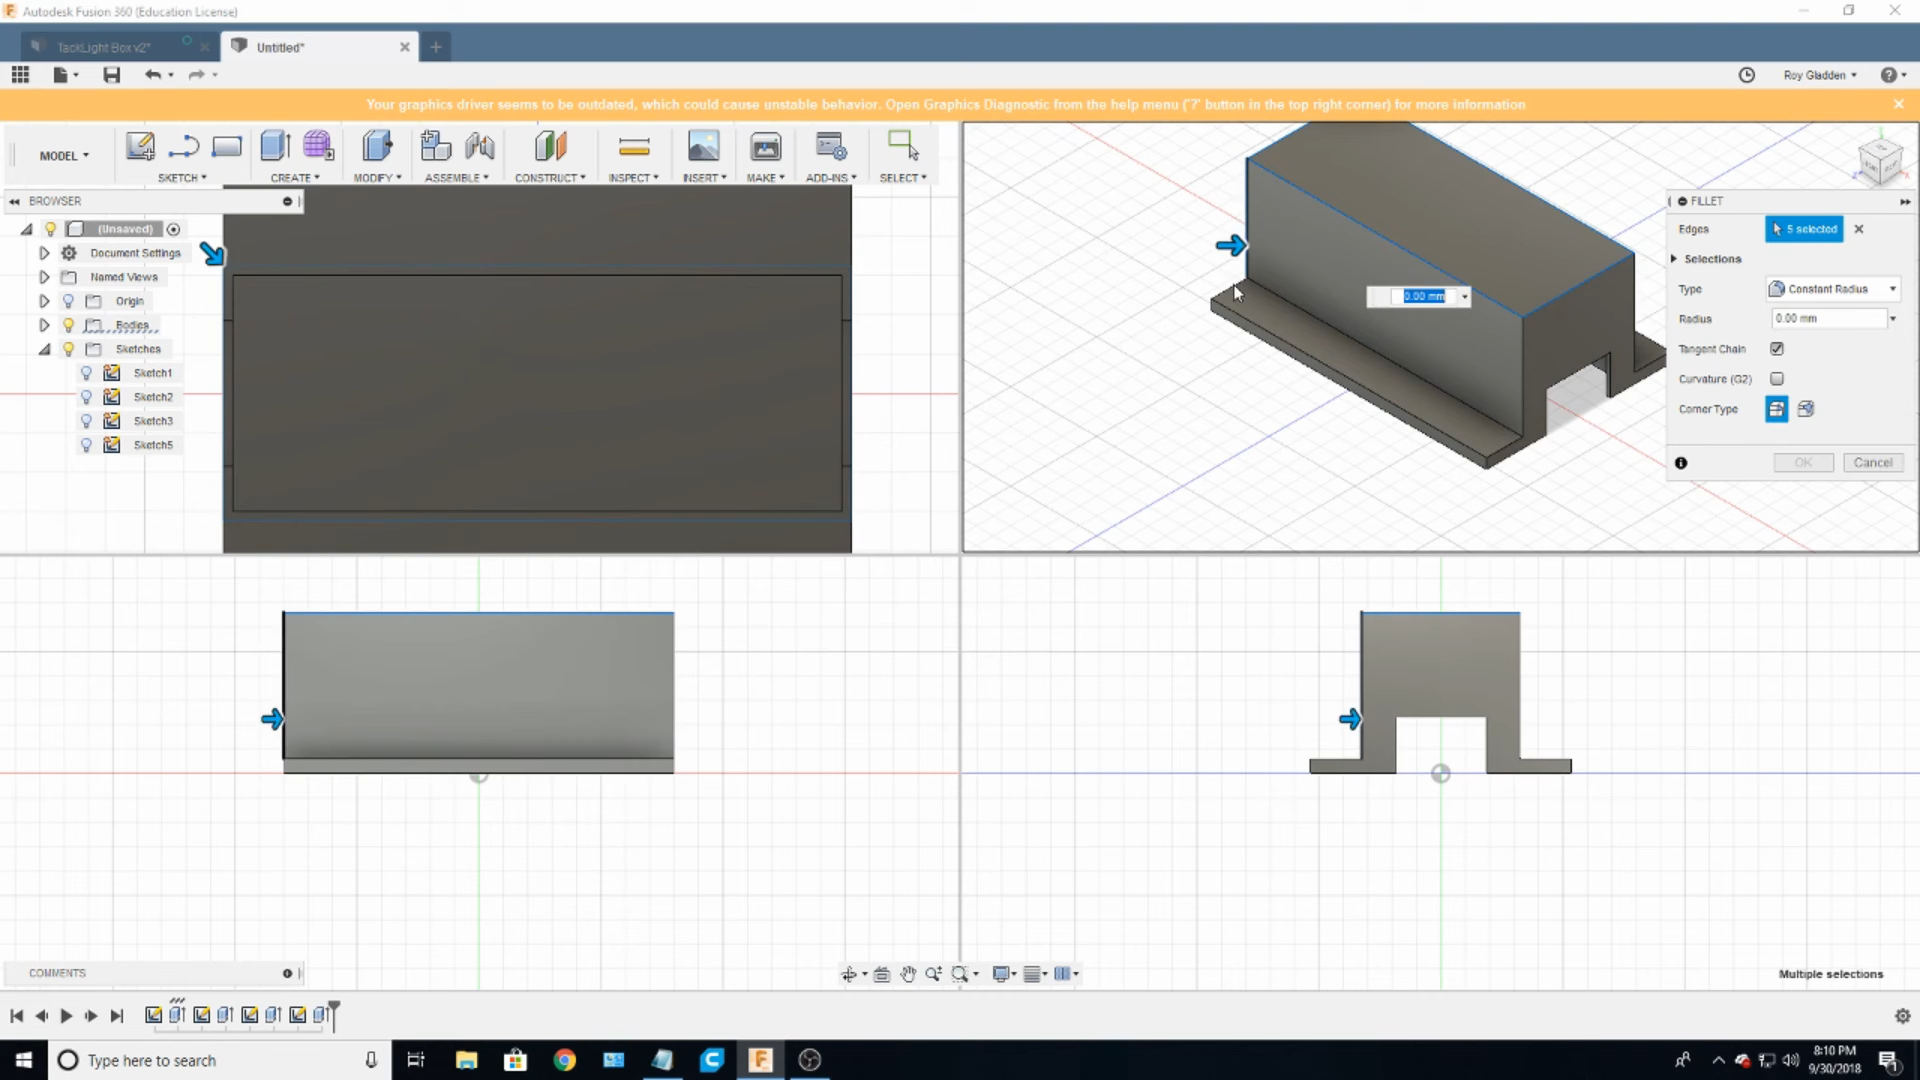 Autodesk Fusion 360 (Education License)
TackLight Box v2*
Untitled*
Roy Gladden
Your graphics driver seems to be outdated, which could cause unstable behavior. Open Graphics Diagnostic from the help menu ('?' button in the top right corner) for more information
MODEL
SKETCH
CREATE
MODIFY
ASSEMBLE
CONSTRUCT
INSPECT
INSERT
MAKE
ADD-INS
SELECT
BROWSER
(Unsaved)
Document Settings
Named Views
Origin
Bodies
Sketches
Sketch1
Sketch2
Sketch3
Sketch5
0.00 mm
FILLET
Edges 5 selected
Selections
Type Constant Radius
Radius 0.00 mm
Tangent Chain
Curvature (G2)
Corner Type
OK Cancel
COMMENTS
Multiple selections
Type here to search
8:10 PM
9/30/2018